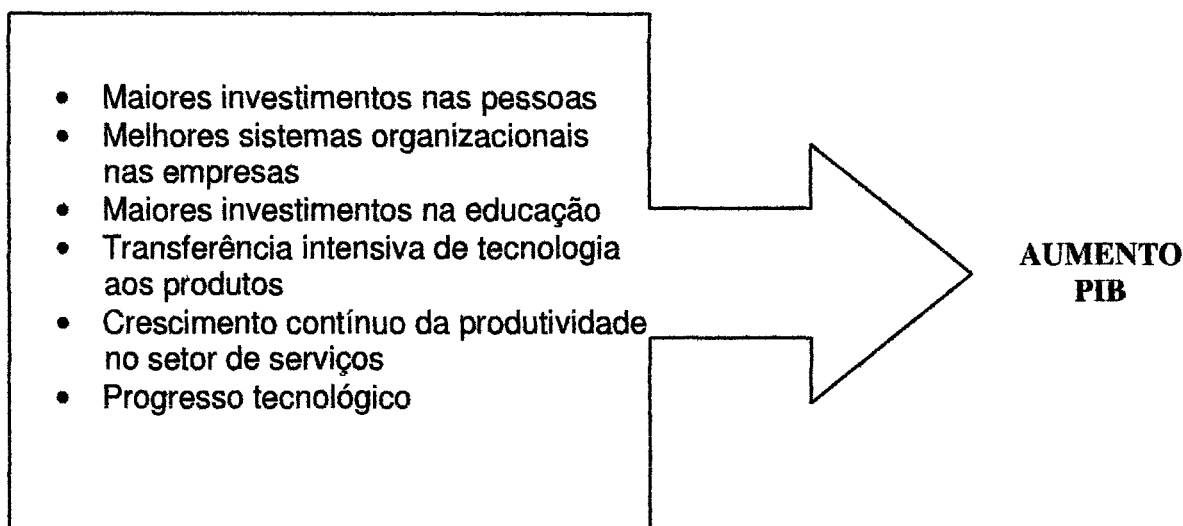 • Maiores investimentos nas pessoas
• Melhores sistemas organizacionais
nas empresas
• Maiores investimentos na educação
• Transferência intensiva de tecnologia
aos produtos
• Crescimento contínuo da produtividade
no setor de serviços
• Progresso tecnológico
AUMENTO
PIB